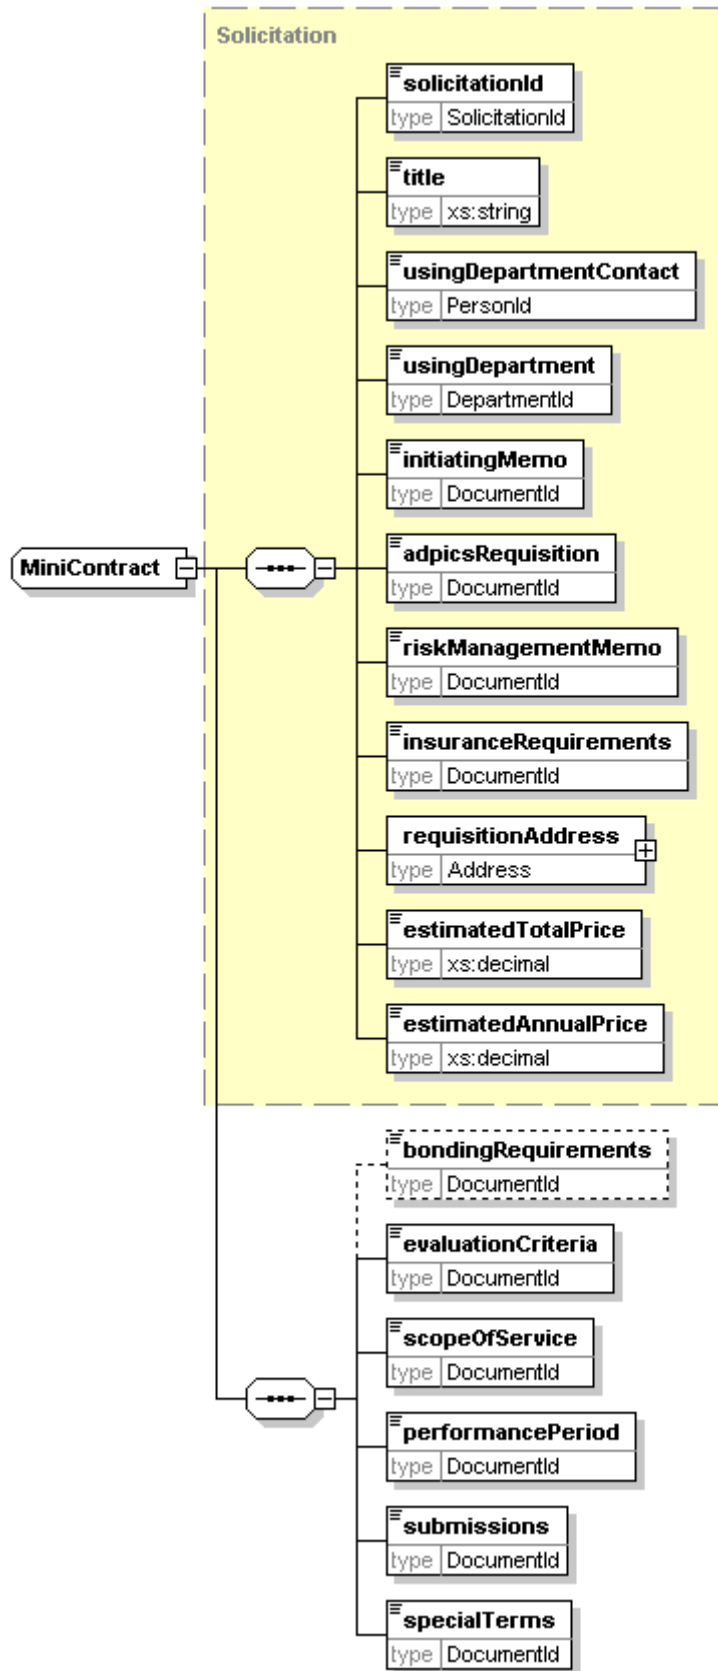 Solicitation
solicitationId
type SolicitationId
title
type xs:string
usingDepartmentContact
type PersonId
usingDepartment
type DepartmentId
initiatingMemo
type DocumentId
MiniContract
adpicsRequisition
type DocumentId
riskManagementMemo
type DocumentId
insuranceRequirements
type DocumentId
requisitionAddress
type Address
estimatedTotalPrice
type xs:decimal
estimatedAnnualPrice
type xs:decimal
bondingRequirements
type DocumentId
evaluationCriteria
type DocumentId
scopeOfService
type DocumentId
performancePeriod
type DocumentId
submissions
type DocumentId
specialTerms
type DocumentId